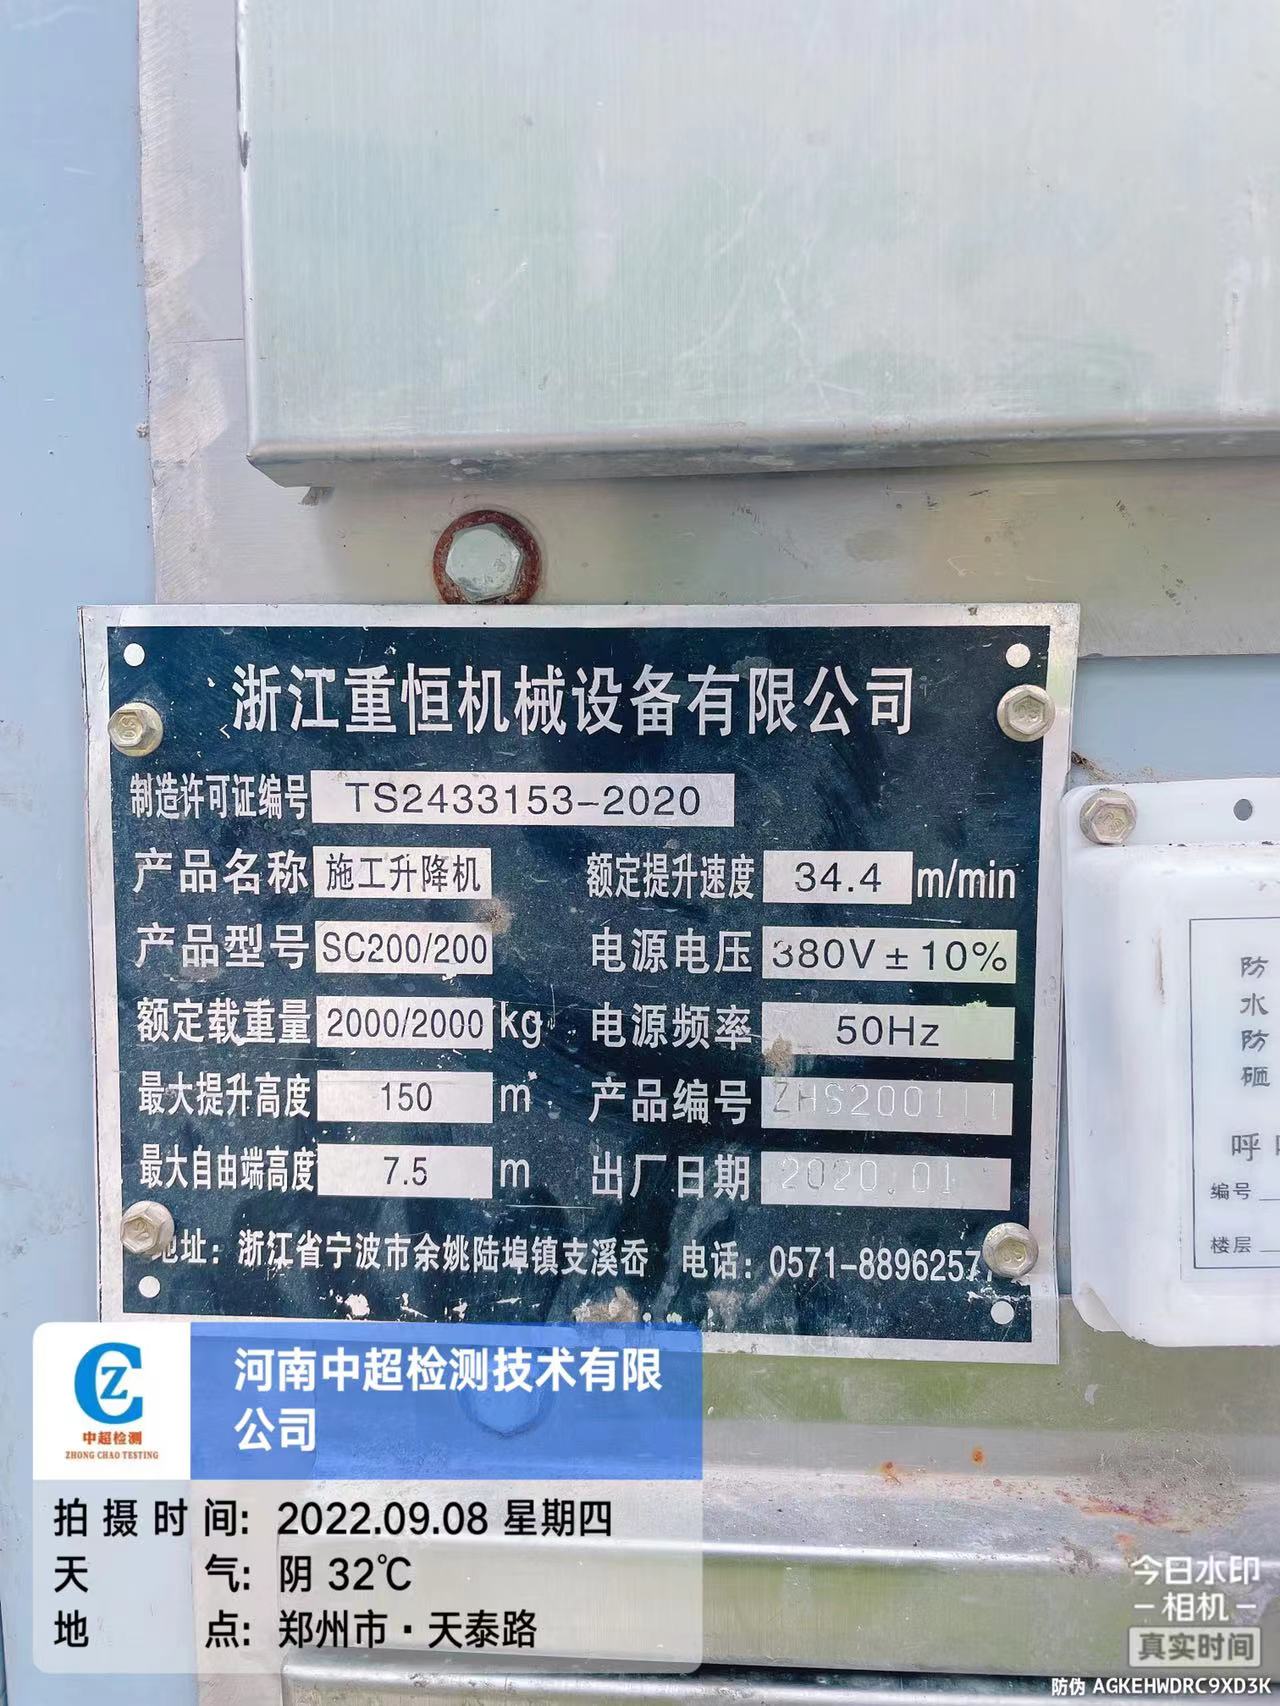 浙江重恒机械设备有限公司
制造许可证编号 TS2433153-2020
产品名称 施工升降机 额定提升速度 34.4 m/min
产品型号 SC200/200 电源电压 380V±10%
额定载重量 2000/2000 kg 电源频率 50Hz
最大提升高度 150 m 产品编号 ZHS200111
最大自由端高度 7.5 m 出厂日期 2020.01
地址：浙江省宁波市余姚陆埠镇支溪岙 电话：0571-8896257
防
水
防
砸
呼
编号
楼层
CZ
中超检测
ZHONG CHAO TESTING
河南中超检测技术有限
公司
拍摄时间: 2022.09.08 星期四
天气: 阴 32℃
地点: 郑州市·天泰路
今日水印
-相机-
真实时间
防伪 AGKEHWDRC9XD3K